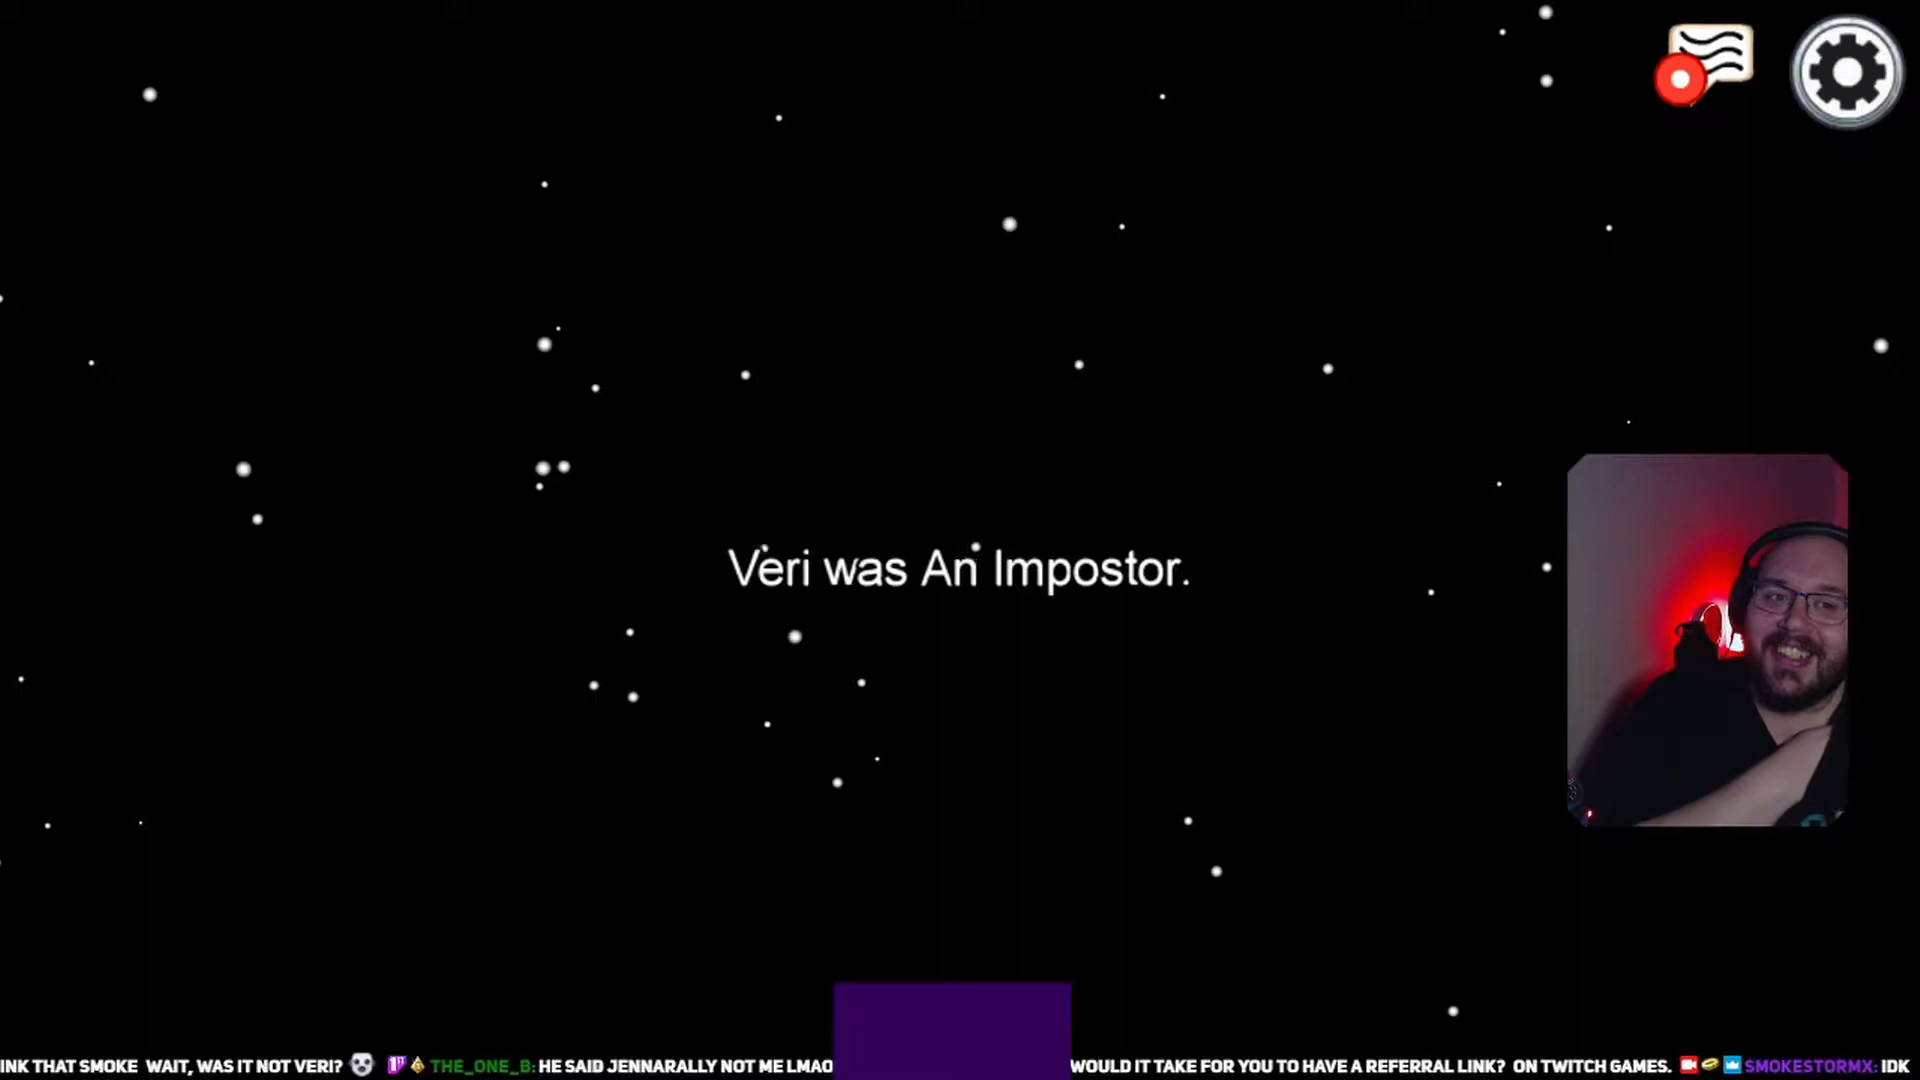 Veri was An Impostor.
INK THAT SMOKE WAIT, WAS IT NOT VERI? THE_ONE_B: HE SAID JENNARALLY NOT ME LMAO WOULD IT TAKE FOR YOU TO HAVE A REFERRAL LINK? ON TWITCH GAMES. SMOKESTORMX: IDK